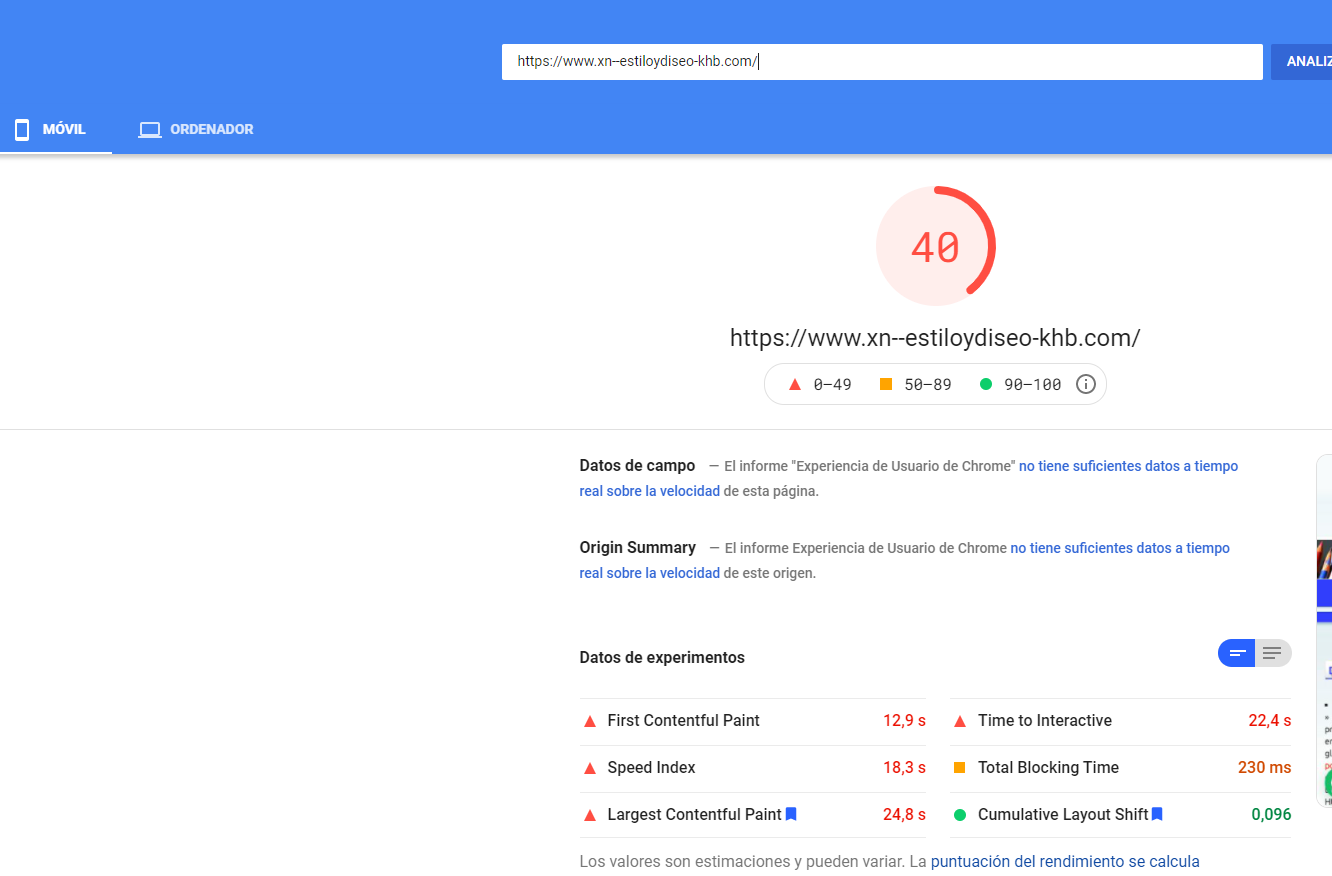 https://www.xn--estiloydiseo-khb.com/
ANALIZ
MÓVIL
ORDENADOR
40
https://www.xn--estiloydiseo-khb.com/
0–49 50–89 90–100
Datos de campo — El informe "Experiencia de Usuario de Chrome" no tiene suficientes datos a tiempo
real sobre la velocidad de esta página.
Origin Summary — El informe Experiencia de Usuario de Chrome no tiene suficientes datos a tiempo
real sobre la velocidad de este origen.
Datos de experimentos
First Contentful Paint 12,9 s
Time to Interactive 22,4 s
Speed Index 18,3 s
Total Blocking Time 230 ms
Largest Contentful Paint 24,8 s
Cumulative Layout Shift 0,096
Los valores son estimaciones y pueden variar. La puntuación del rendimiento se calcula